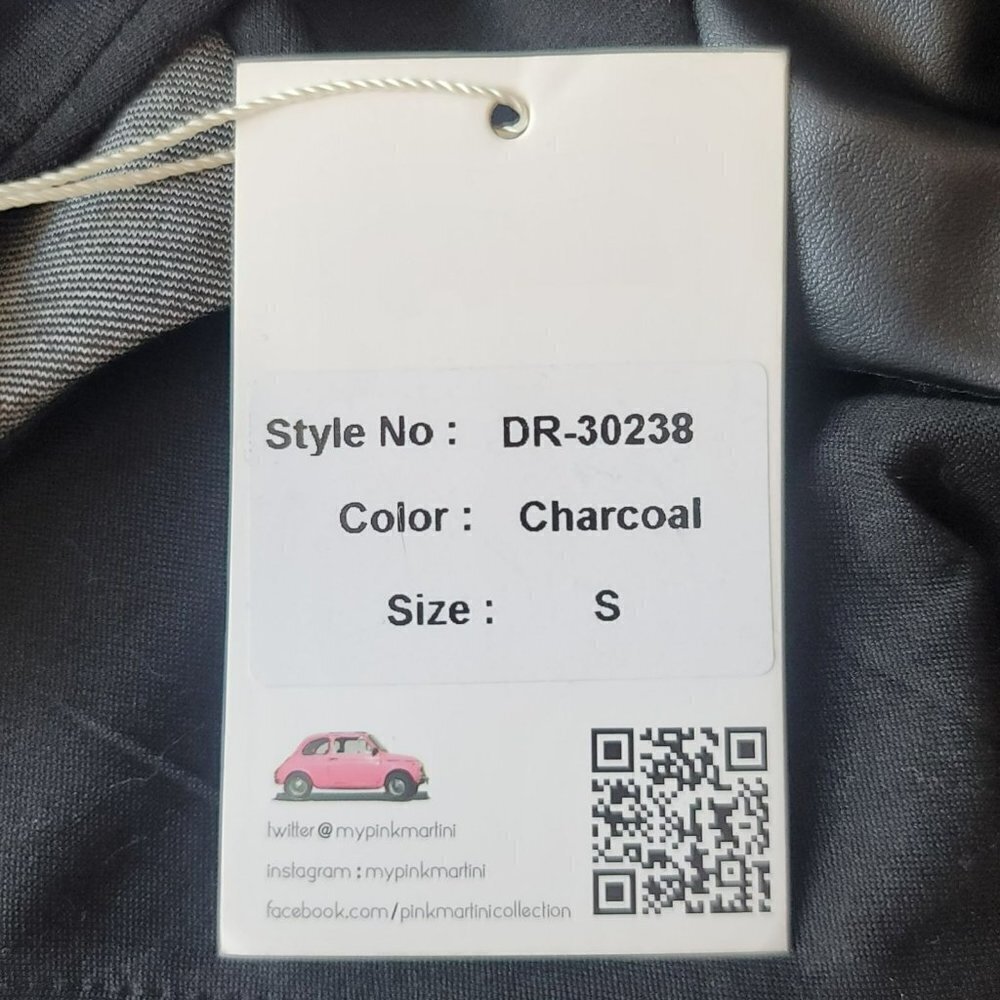 Style No : DR-30238
Color : Charcoal
Size : S
twitter@mypinkmartini
instagram : mypinkmartini
facebook.com/pinkmartinicollection